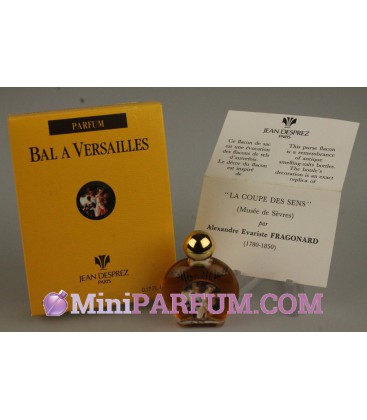 PARFUM
BAL A VERSAILLES
JEAN DESPREZ
PARIS
JEAN DESPREZ
PARIS
Ce flacon de sac
est une évocation
des flacons de sels
d'autrefois.
Le décor du flacon
est inspiré
de
This purse flacon
is a remembrance
of antique
smelling-salts bottles.
The bottle's
decoration is an exact
replica of
"LA COUPE DES SENS"
(Musée de Sèvres)
par
Alexandre Evariste FRAGONARD
(1780-1850)
MiniPARFUM.COM